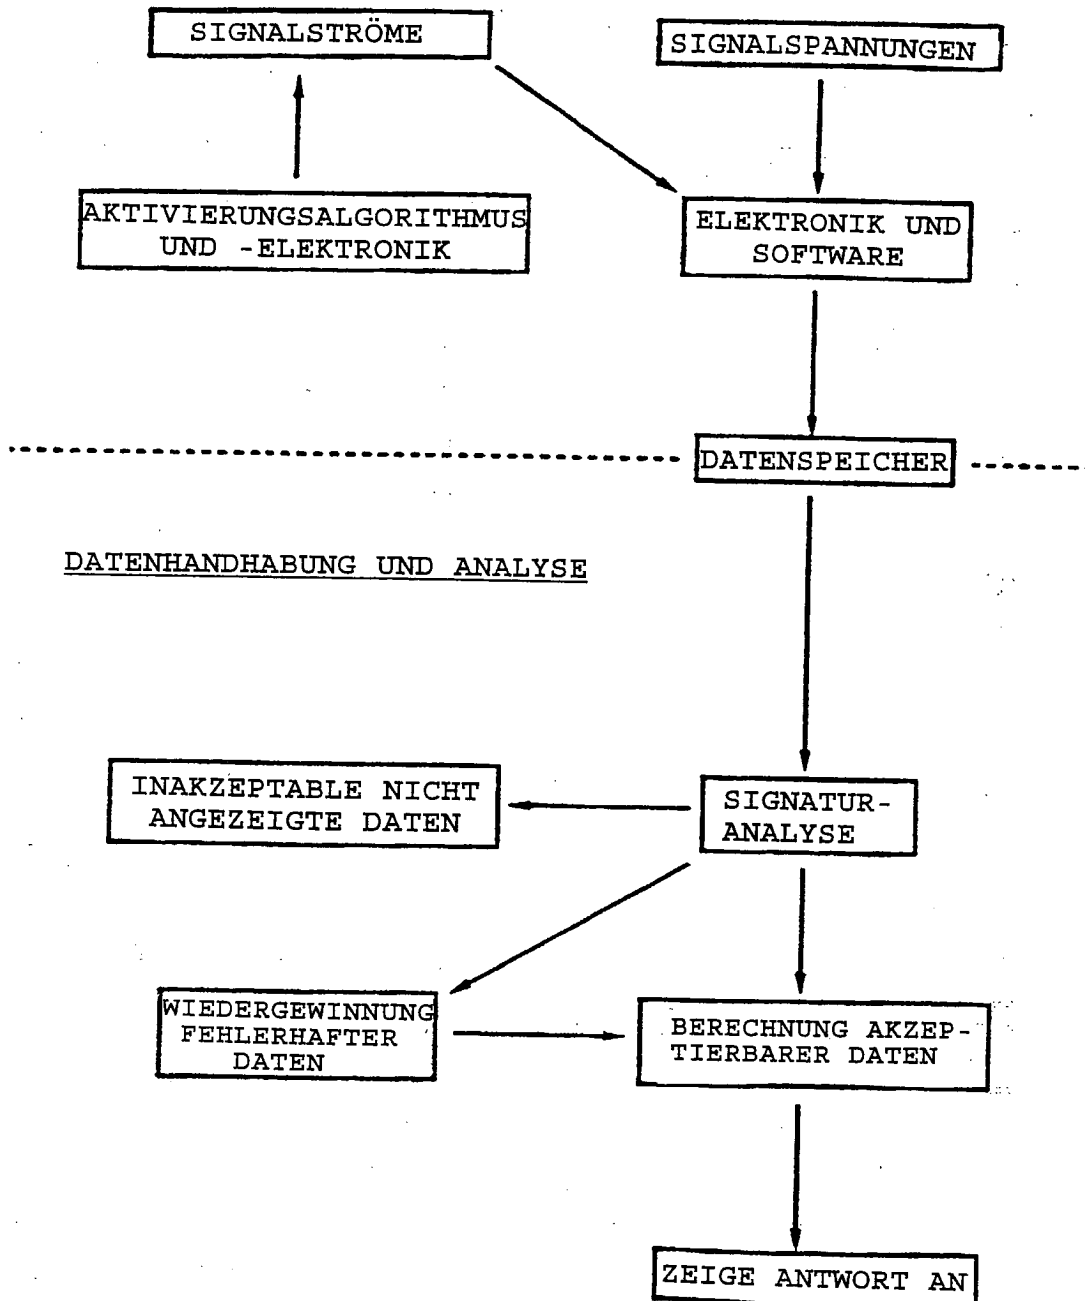 SIGNALSTRÖME
SIGNALSPANNUNGEN
AKTIVIERUNGSALGORITHMUS
UND -ELEKTRONIK
ELEKTRONIK UND
SOFTWARE
DATENSPEICHER
DATENHANDHABUNG UND ANALYSE
INAKZEPTABLE NICHT
ANGEZEIGTE DATEN
SIGNATUR-
ANALYSE
WIEDERGEWINNUNG
FEHLERHAFTER
DATEN
BERECHNUNG AKZEP-
TIERBARER DATEN
ZEIGE ANTWORT AN